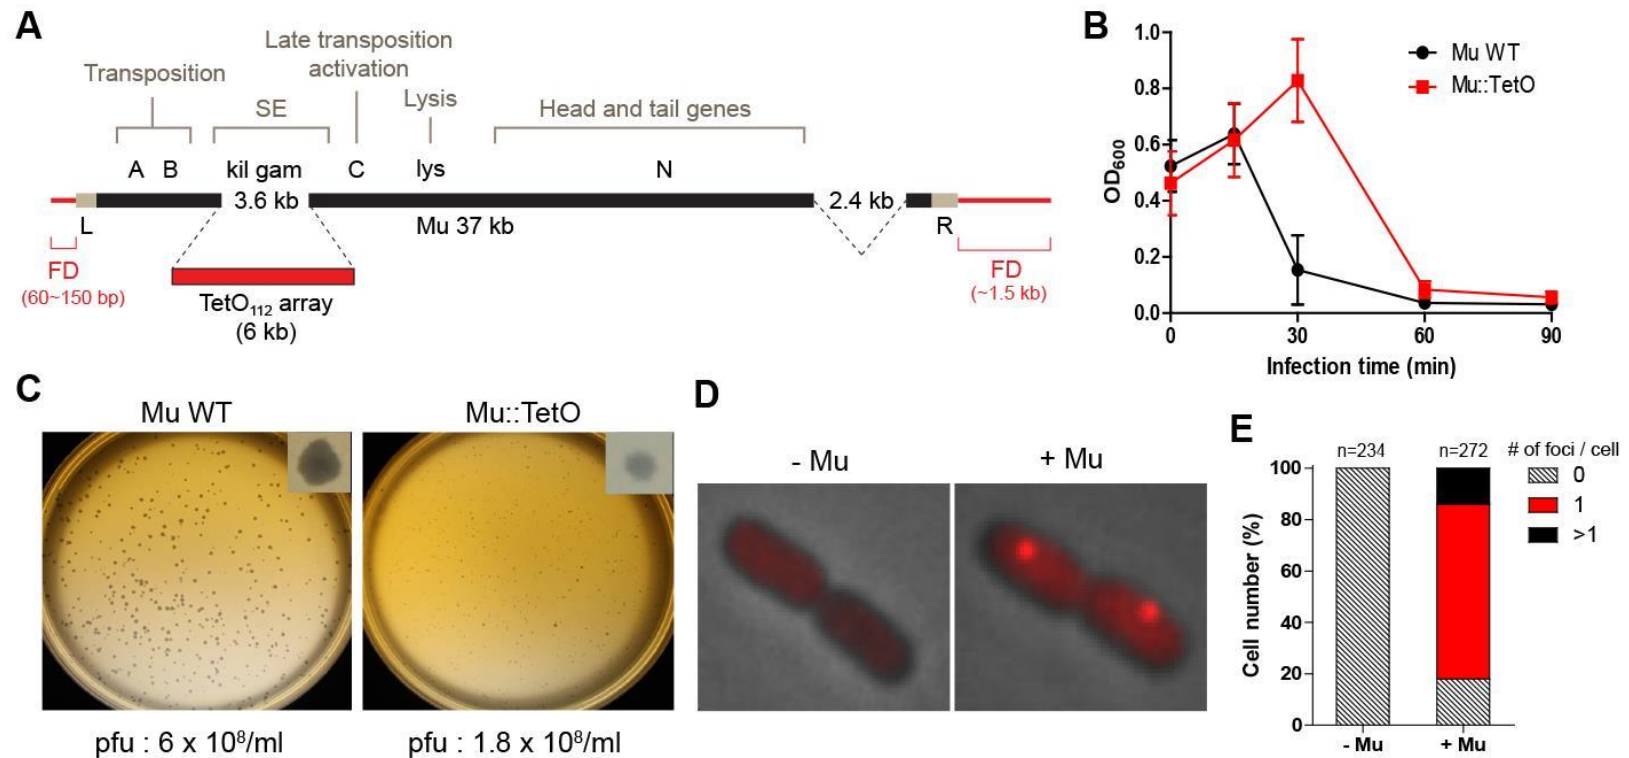 A
Late transposition
activation
Transposition
SE
Lysis
Head and tail genes
A B kil gam C lys N
3.6 kb 2.4 kb
L Mu 37 kb R
FD
(60~150 bp)
FD
(~1.5 kb)
TetO112 array
(6 kb)
B
1.0
0.8
0.6
0.4
0.2
0.0
OD600
Mu WT
Mu::TetO
0 30 60 90
Infection time (min)
C
Mu WT Mu::TetO
pfu : 6 x 10⁸/ml pfu : 1.8 x 10⁸/ml
D
- Mu + Mu
E
n=234 n=272 # of foci / cell
0
1
>1
100
80
60
40
20
0
Cell number (%)
- Mu + Mu